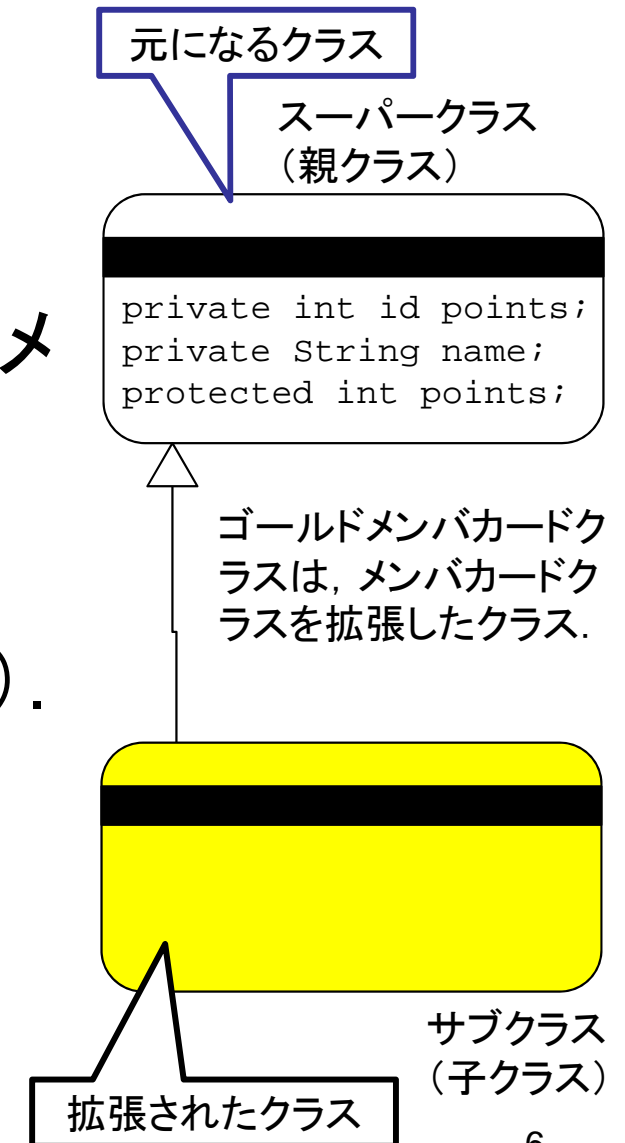 元になるクラス
スーパークラス
（親クラス）
private int id points;
private String name;
protected int points;
メ
ゴールドメンバカードク
ラスは，メンバカードク
ラスを拡張したクラス．
）．
サブクラス
（子クラス）
拡張されたクラス
6